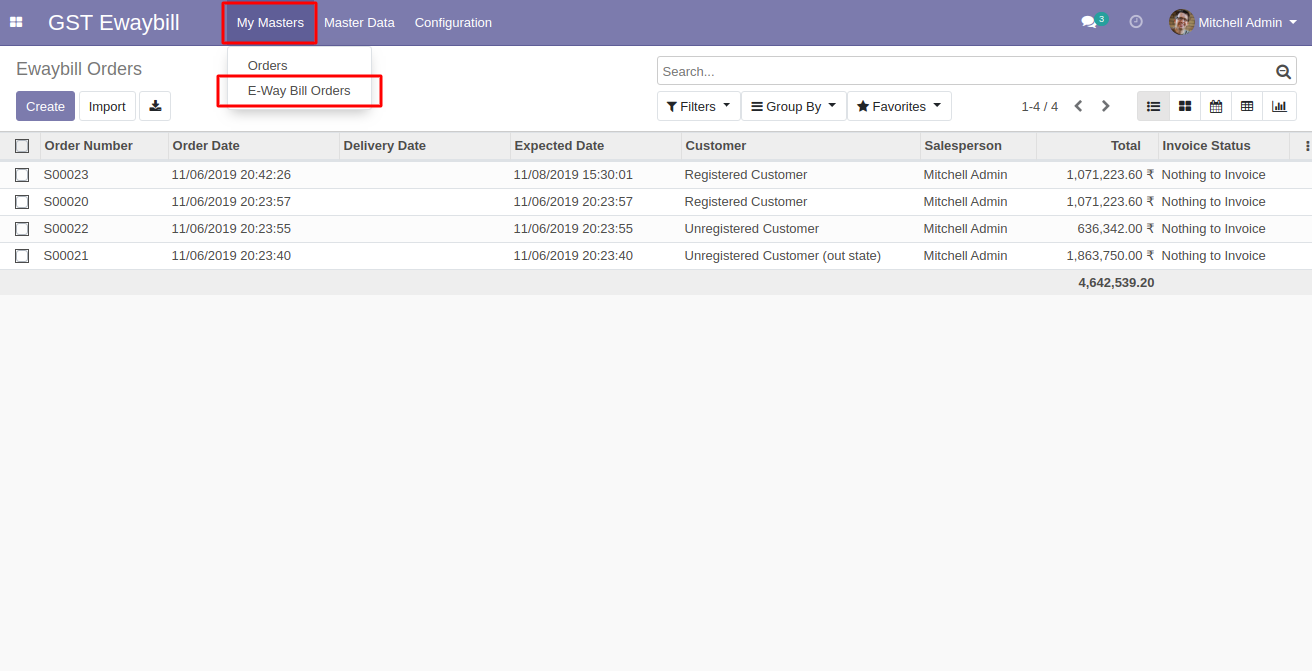 GST Ewaybill My Masters Master Data Configuration 3 Mitchell Admin
Orders
E-Way Bill Orders
Ewaybill Orders Search...
Create Import Filters Group By Favorites 1-4 / 4
Order Number Order Date Delivery Date Expected Date Customer Salesperson Total Invoice Status
S00023 11/06/2019 20:42:26 11/08/2019 15:30:01 Registered Customer Mitchell Admin 1,071,223.60 ₹ Nothing to Invoice
S00020 11/06/2019 20:23:57 11/06/2019 20:23:57 Registered Customer Mitchell Admin 1,071,223.60 ₹ Nothing to Invoice
S00022 11/06/2019 20:23:55 11/06/2019 20:23:55 Unregistered Customer Mitchell Admin 636,342.00 ₹ Nothing to Invoice
S00021 11/06/2019 20:23:40 11/06/2019 20:23:40 Unregistered Customer (out state) Mitchell Admin 1,863,750.00 ₹ Nothing to Invoice
4,642,539.20